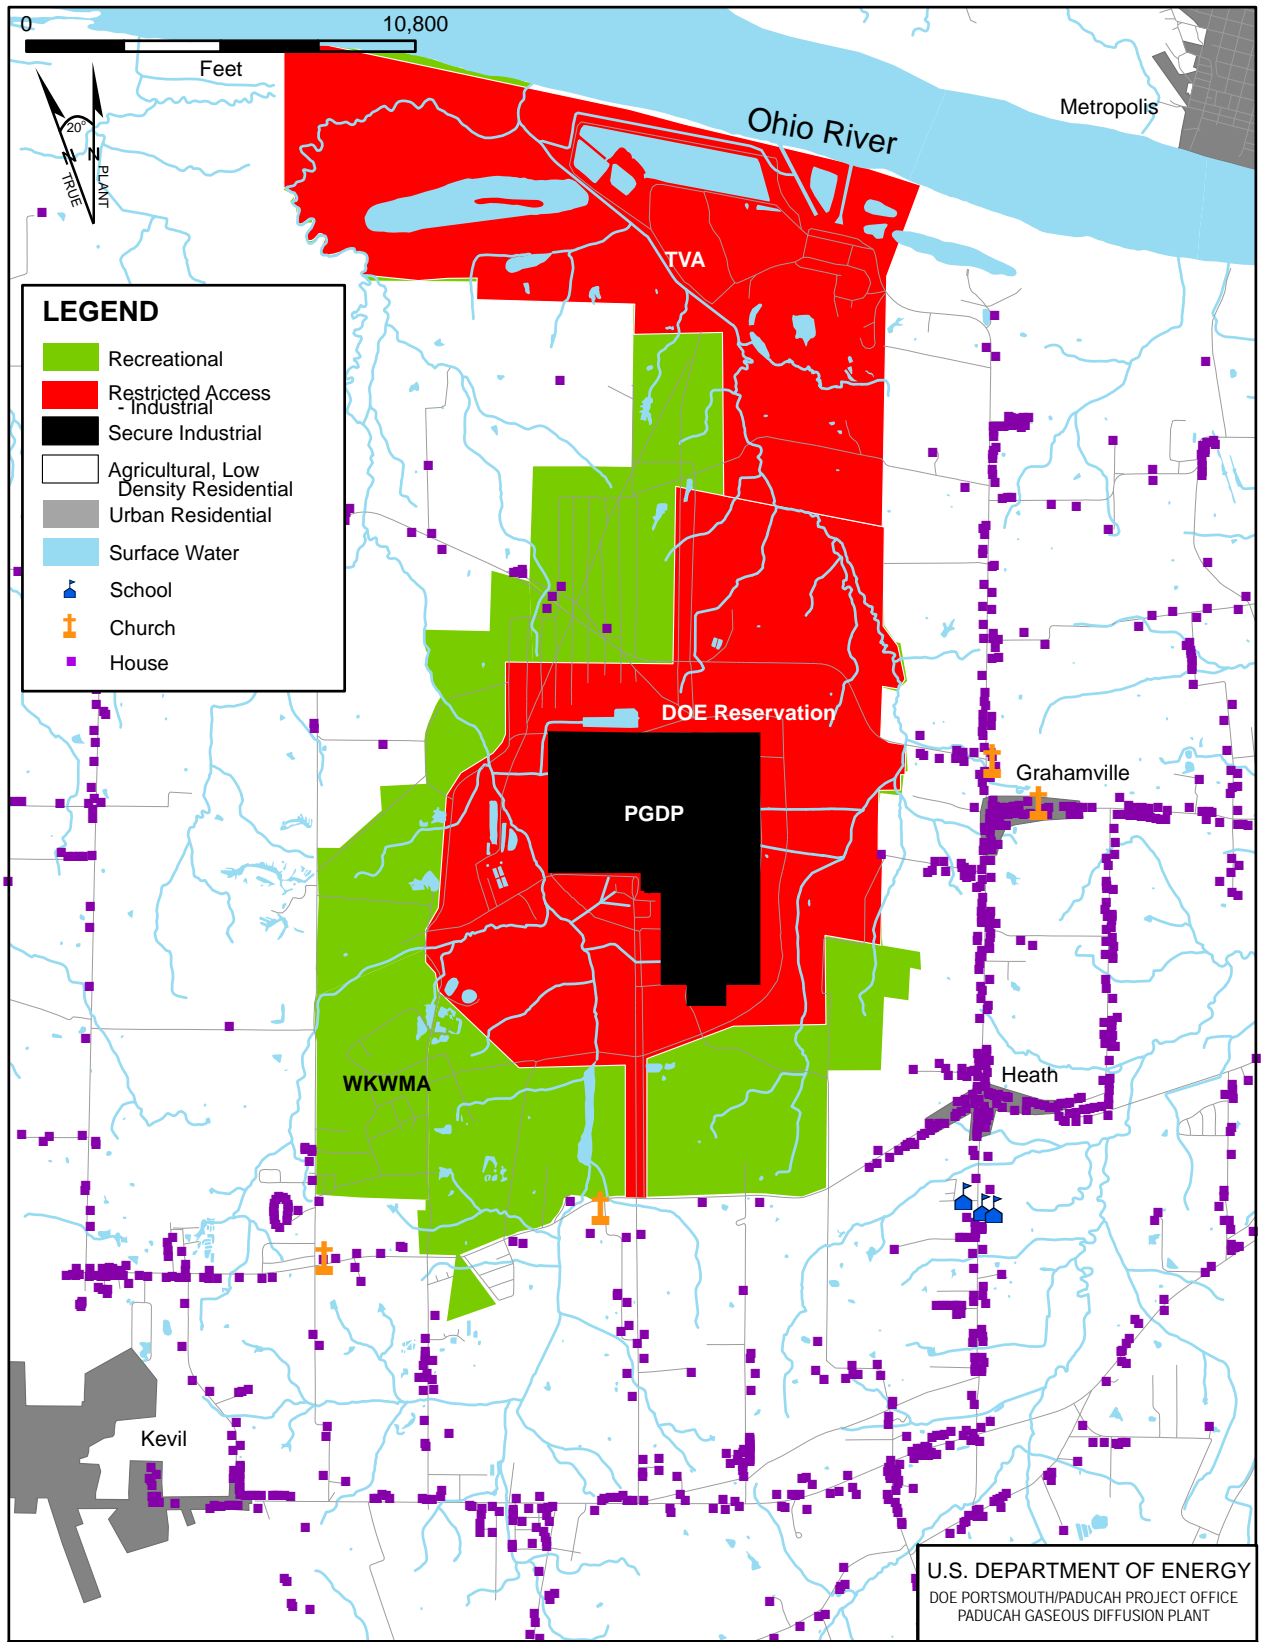 0 10,800
Feet
20°
N N
TRUE
PLANT
Ohio River
Metropolis
TVA
LEGEND
Recreational
Restricted Access
- Industrial
Secure Industrial
Agricultural, Low
Density Residential
Urban Residential
Surface Water
School
Church
House
DOE Reservation
PGDP
Grahamville
WKWMA
Heath
Kevil
U.S. DEPARTMENT OF ENERGY
DOE PORTSMOUTH/PADUCAH PROJECT OFFICE
PADUCAH GASEOUS DIFFUSION PLANT